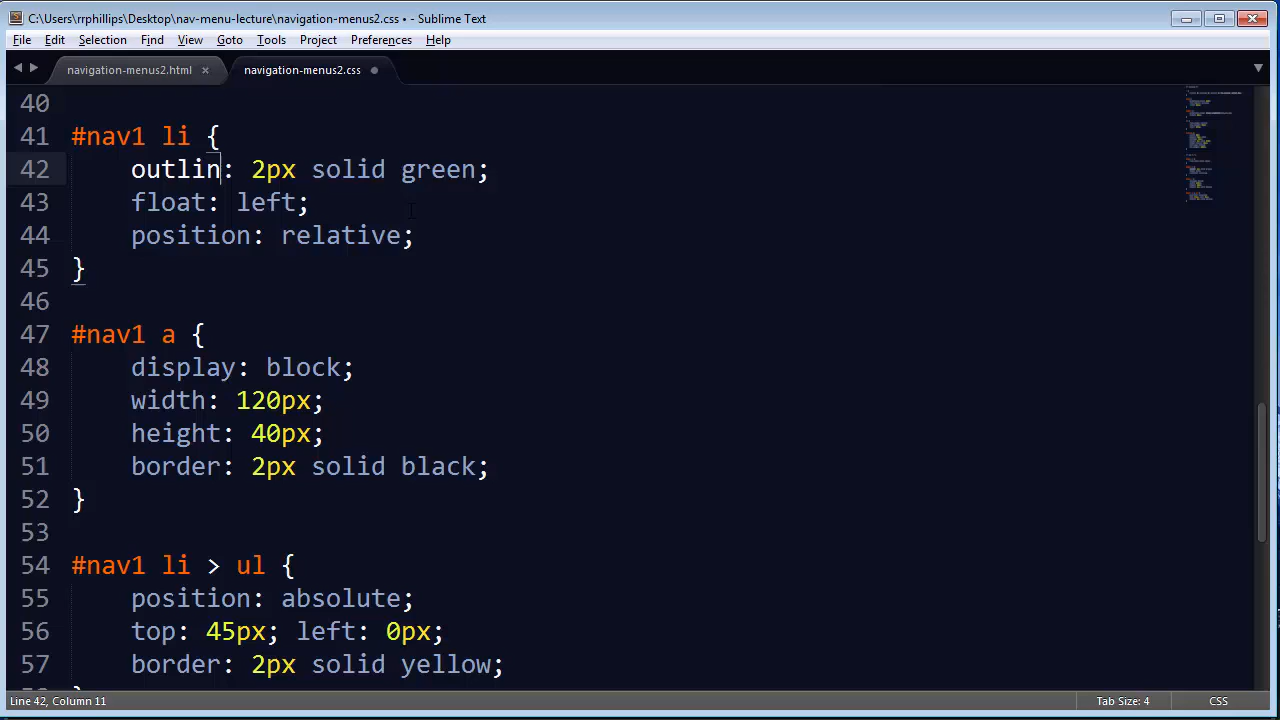 C:\Users\rrphillips\Desktop\nav-menu-lecture\navigation-menus2.css • - Sublime Text
File Edit Selection Find View Goto Tools Project Preferences Help
navigation-menus2.html × navigation-menus2.css
40
41 #nav1 li {
42 outlin: 2px solid green;
43 float: left;
44 position: relative;
45 }
46
47 #nav1 a {
48 display: block;
49 width: 120px;
50 height: 40px;
51 border: 2px solid black;
52 }
53
54 #nav1 li > ul {
55 position: absolute;
56 top: 45px; left: 0px;
57 border: 2px solid yellow;
Line 42, Column 11 Tab Size: 4 CSS